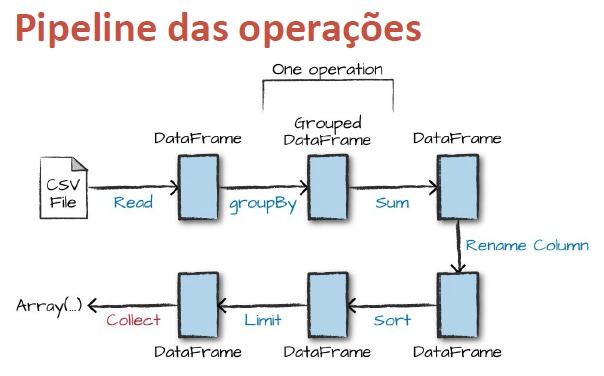 Pipeline das operações
One operation
DataFrame
Grouped
DataFrame
DataFrame
CSV
File
Read
groupBy
Sum
Rename Column
Array(...)
Collect
Limit
Sort
DataFrame
DataFrame
DataFrame